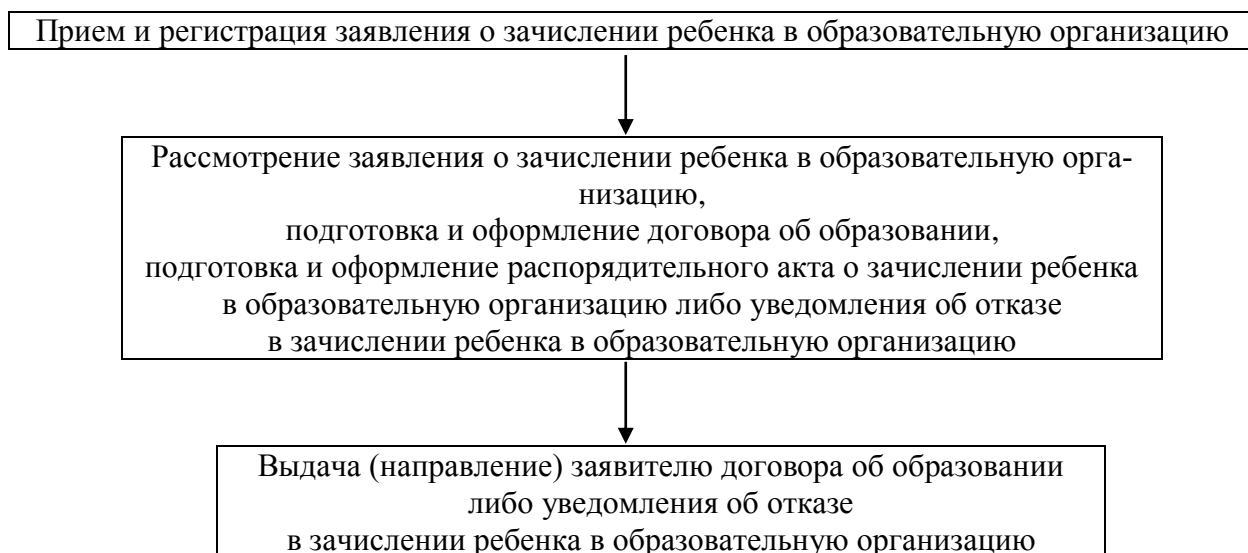 Прием и регистрация заявления о зачислении ребенка в образовательную организацию
Рассмотрение заявления о зачислении ребенка в образовательную орга-
низацию,
подготовка и оформление договора об образовании,
подготовка и оформление распорядительного акта о зачислении ребенка
в образовательную организацию либо уведомления об отказе
в зачислении ребенка в образовательную организацию
Выдача (направление) заявителю договора об образовании
либо уведомления об отказе
в зачислении ребенка в образовательную организацию